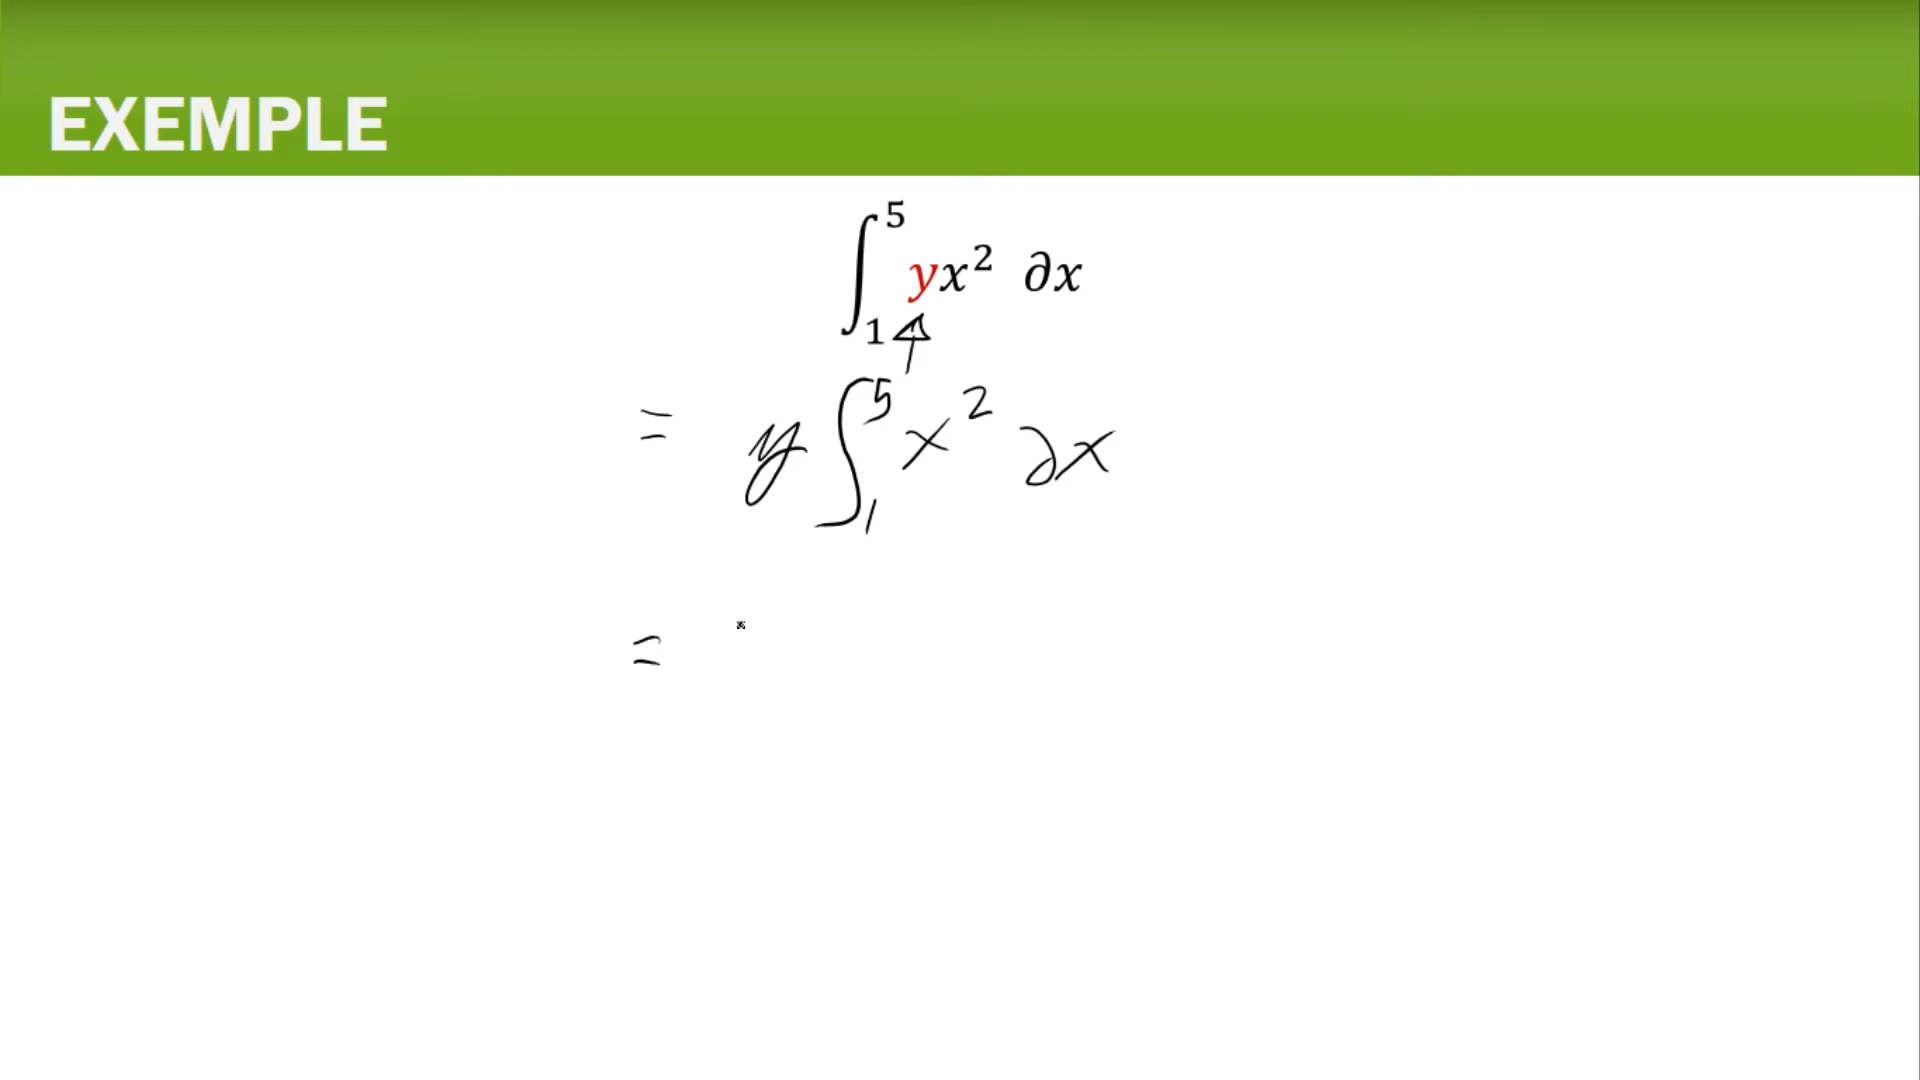 EXEMPLE
∫₁⁵ yx² ∂x
= y ∫₁⁵ x² ∂x
=